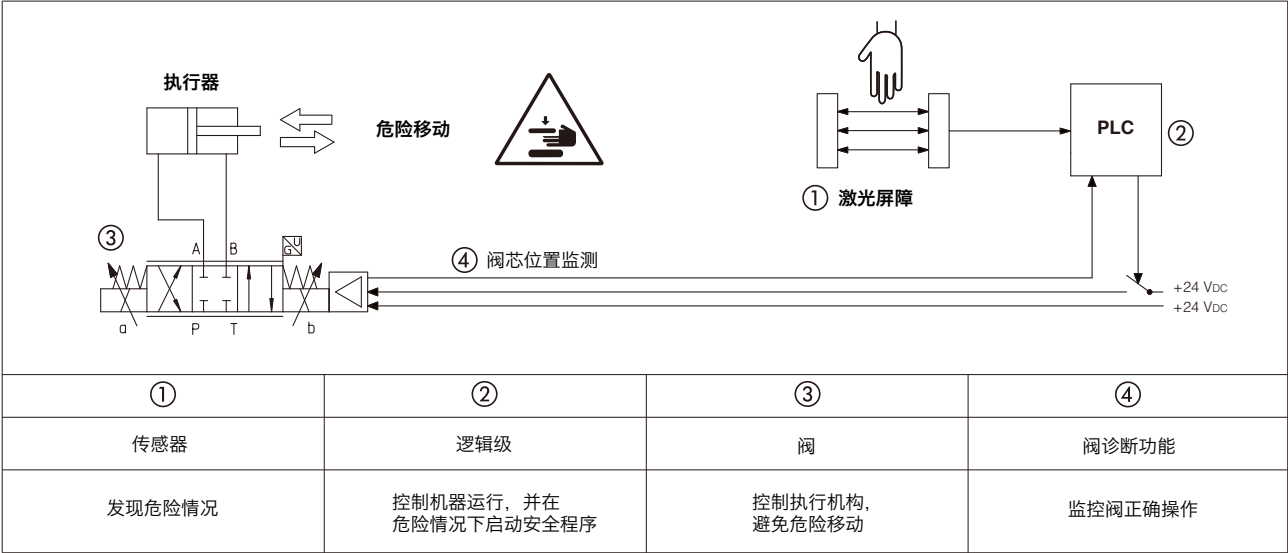 执行器
危险移动
PLC
②
① 激光屏障
③
A B
G U
④ 阀芯位置监测
a P T b
+24 VDC
+24 VDC
① ② ③ ④
传感器 逻辑级 阀 阀诊断功能
发现危险情况
控制机器运行，并在
危险情况下启动安全程序
控制执行机构，
避免危险移动
监控阀正确操作